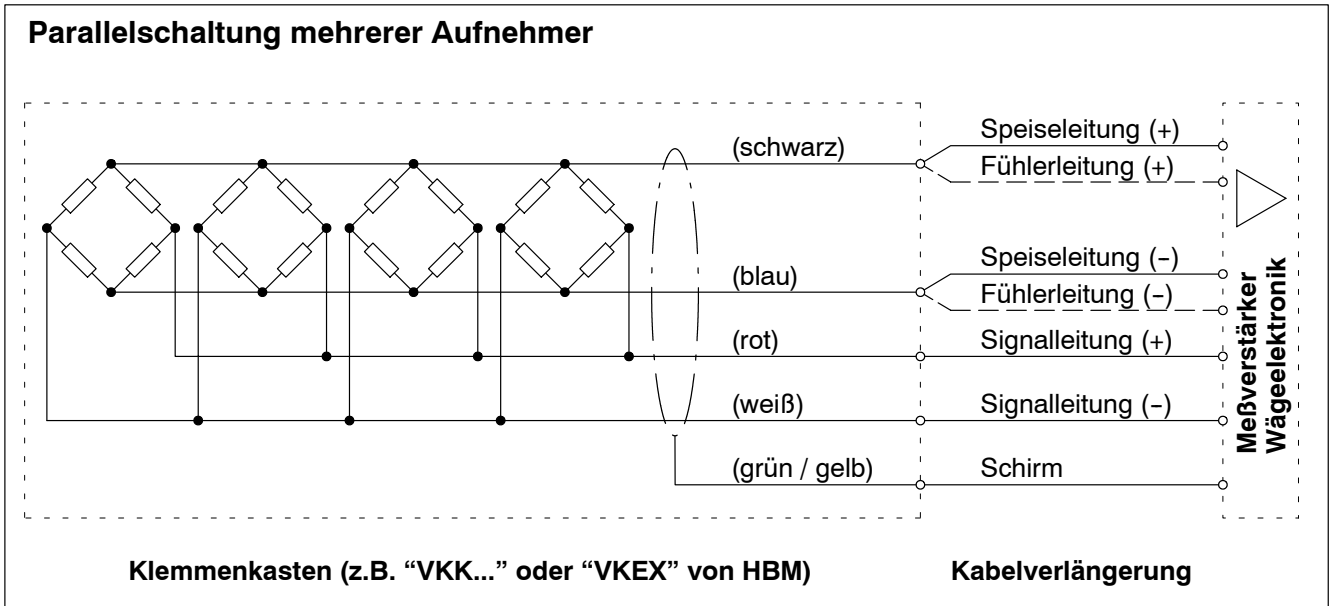 Parallelschaltung mehrerer Aufnehmer
(schwarz)
Speiseleitung (+)
Fühlerleitung (+)
(blau)
Speiseleitung (–)
Fühlerleitung (–)
(rot)
Signalleitung (+)
(weiß)
Signalleitung (–)
(grün / gelb)
Schirm
Meßverstärker
Wägeelektronik
Klemmenkasten (z.B. “VKK...” oder “VKEX” von HBM)
Kabelverlängerung